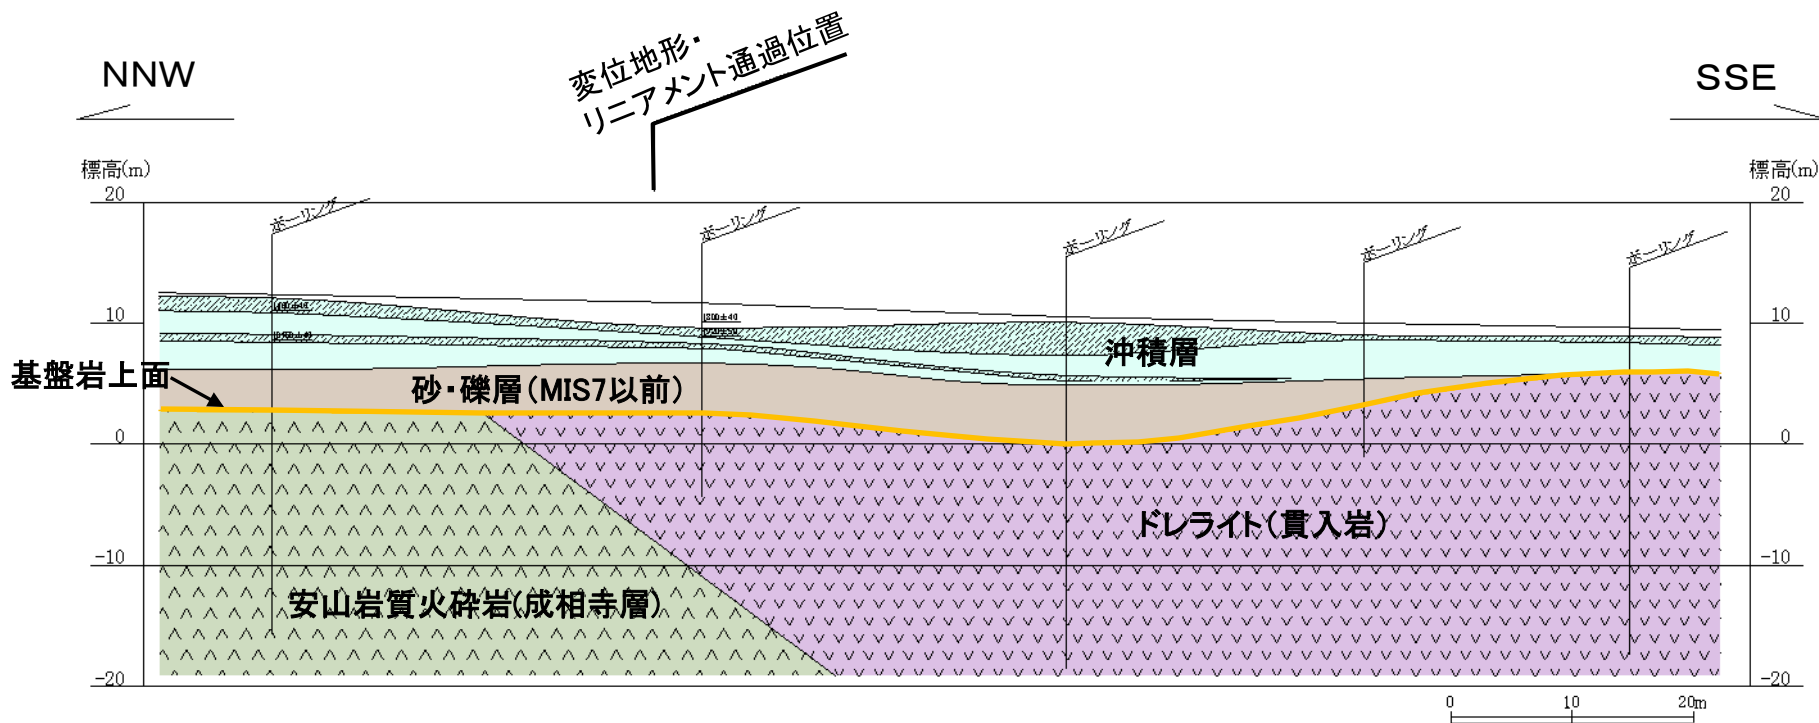 変位地形・
リニアメント通過位置
NNW
SSE
標高(m)
標高(m)
20
20
ボーリング
ボーリング
ボーリング
ボーリング
ボーリング
10
10
1800±40
沖積層
基盤岩上面
砂・礫層(MIS7以前)
0
0
ドレライト(貫入岩)
-10
-10
安山岩質火砕岩(成相寺層)
-20
-20
0 10 20m